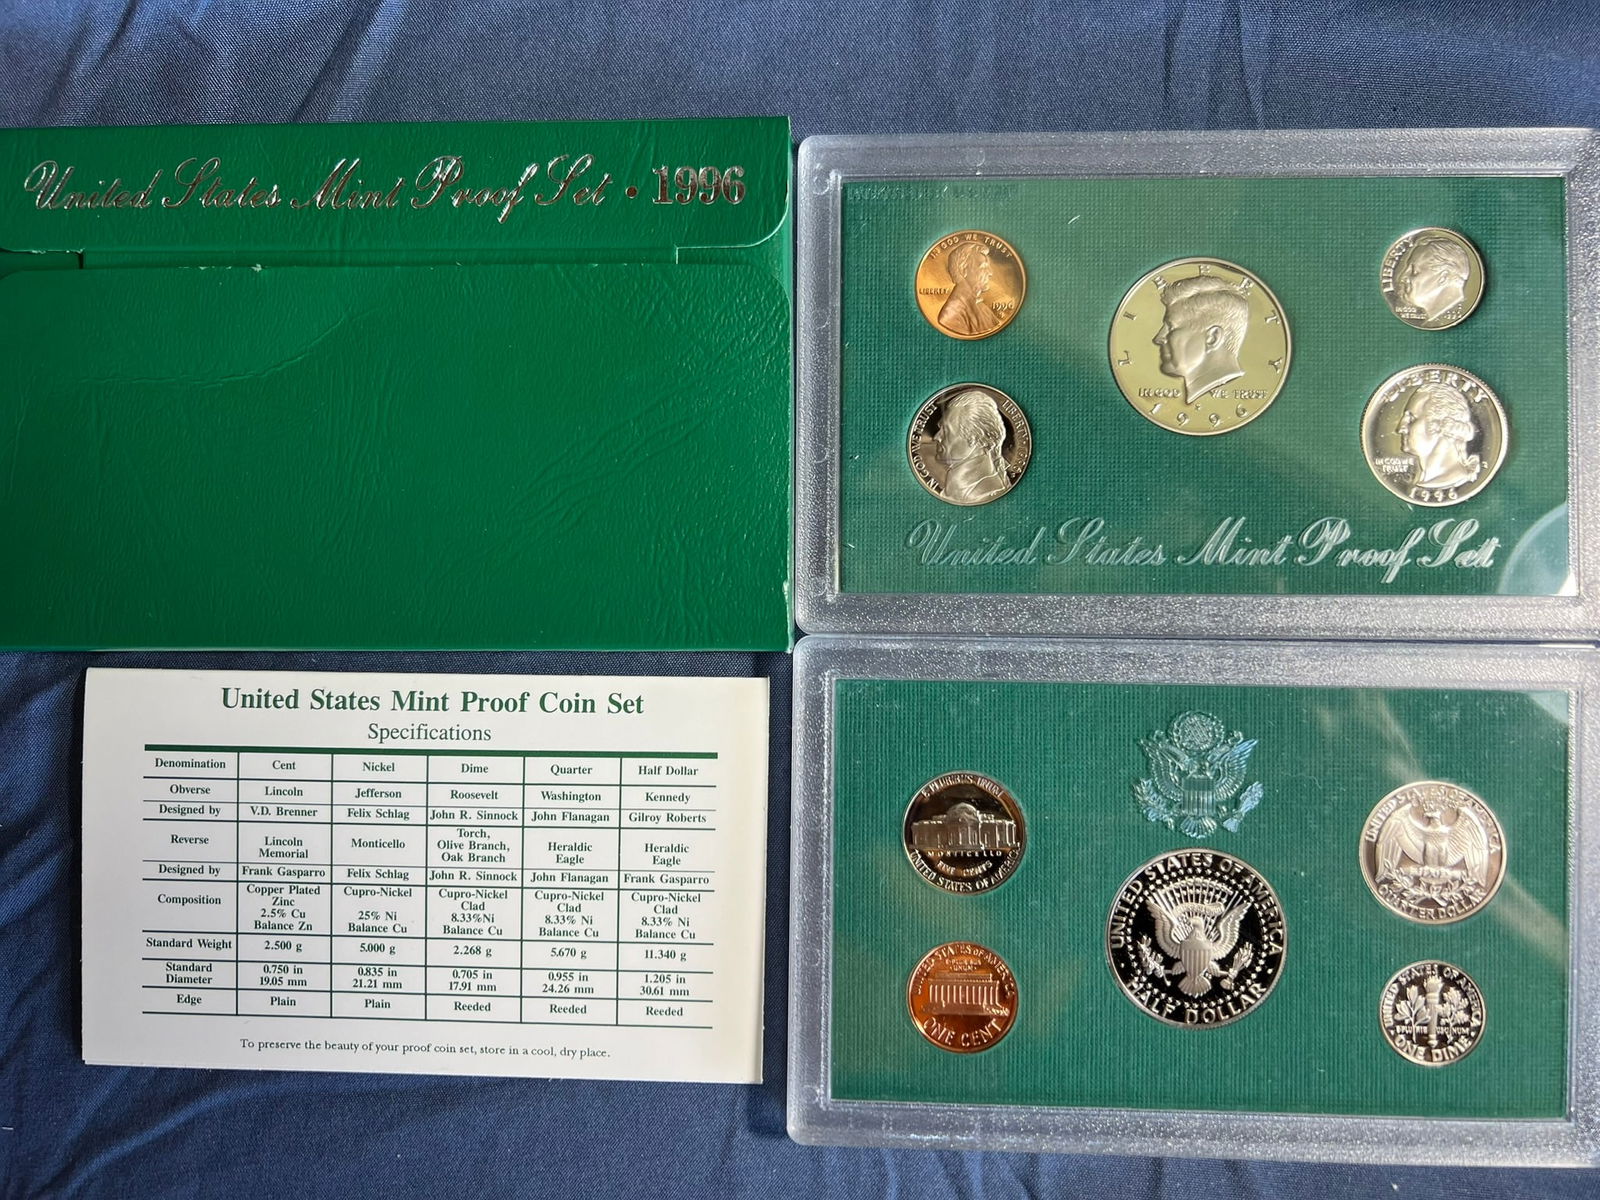 United States Mint Proof Set • 1996
IN GOD WE TRUST
LIBERTY
1996
S
LIBERTY
IN GOD WE TRUST
1996
LIBERTY
IN GOD
WE TRUST
IN GOD WE TRUST
LIBERTY
LIBERTY
IN GOD WE
TRUST
1996
United States Mint Proof Set
United States Mint Proof Coin Set
Specifications
Denomination Cent Nickel Dime Quarter Half Dollar
Obverse Lincoln Jefferson Roosevelt Washington Kennedy
Designed by V.D. Brenner Felix Schlag John R. Sinnock John Flanagan Gilroy Roberts
Reverse Lincoln Memorial Monticello Torch, Olive Branch, Oak Branch Heraldic Eagle Heraldic Eagle
Designed by Frank Gasparro Felix Schlag John R. Sinnock John Flanagan Frank Gasparro
Composition Copper Plated Zinc 2.5% Cu Balance Zn Cupro-Nickel 25% Ni Balance Cu Cupro-Nickel Clad 8.33%Ni Balance Cu Cupro-Nickel Clad 8.33% Ni Balance Cu Cupro-Nickel Clad 8.33% Ni Balance Cu
Standard Weight 2.500 g 5.000 g 2.268 g 5.670 g 11.340 g
Standard Diameter 0.750 in 19.05 mm 0.835 in 21.21 mm 0.705 in 17.91 mm 0.955 in 24.26 mm 1.205 in 30.61 mm
Edge Plain Plain Reeded Reeded Reeded
To preserve the beauty of your proof coin set, store in a cool, dry place.
E PLURIBUS UNUM
MONTICELLO
FIVE CENTS
UNITED STATES OF AMERICA
UNITED STATES OF AMERICA
QUARTER DOLLAR
UNITED STATES OF AMERICA
HALF DOLLAR
UNITED STATES OF AMERICA
ONE CENT
UNITED STATES OF AMERICA
ONE DIME